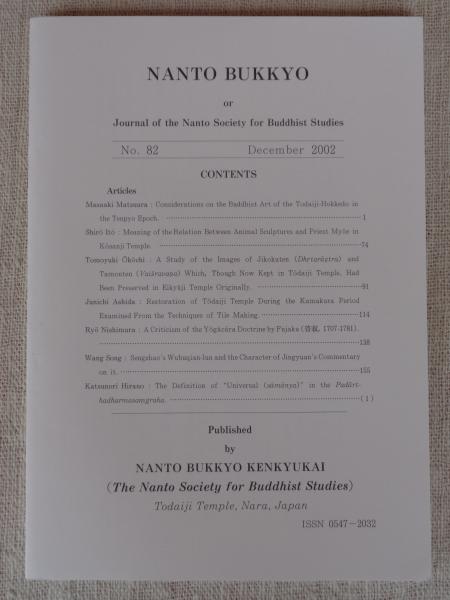 NANTO BUKKYO
or
Journal of the Nanto Society for Buddhist Studies
No. 82 December 2002
CONTENTS
Articles
Masaaki Matsuura : Considerations on the Buddhist Art of the Todaiji-Hokkedo in
the Tenpyo Epoch. ……………………………………………… 1
Shirō Itō : Meaning of the Relation Between Animal Sculptures and Priest Myōe in
Kōsanji Temple. ……………………………………………… 74
Tomoyuki Ōkōchi : A Study of the Images of Jikokuten (Dhṛtarāṣṭra) and
Tamonten (Vaiśravaṇa) Which, Though Now Kept in Tōdaiji Temple, Had
Been Preserved in Eikyūji Temple Originally. ……………………… 91
Junichi Ashida : Restoration of Tōdaiji Temple During the Kamakura Period
Examined From the Techniques of Tile Making. ……………………… 114
Ryō Nishimura : A Criticism of the Yōgācāra Doctrine by Fujaku (普寂, 1707-1781).
……………………………………………… 138
Wang Song : Sengzhao's Wubuqian-lun and the Character of Jingyuan's Commentary
on it. ……………………………………………… 155
Katsunori Hirano : The Definition of "Universal (sāmānya)" in the Padārt-
hadharmasaṃgraha. ……………………………………………… ( 1 )
Published
by
NANTO BUKKYO KENKYUKAI
(The Nanto Society for Buddhist Studies)
Todaiji Temple, Nara, Japan
ISSN 0547-2032